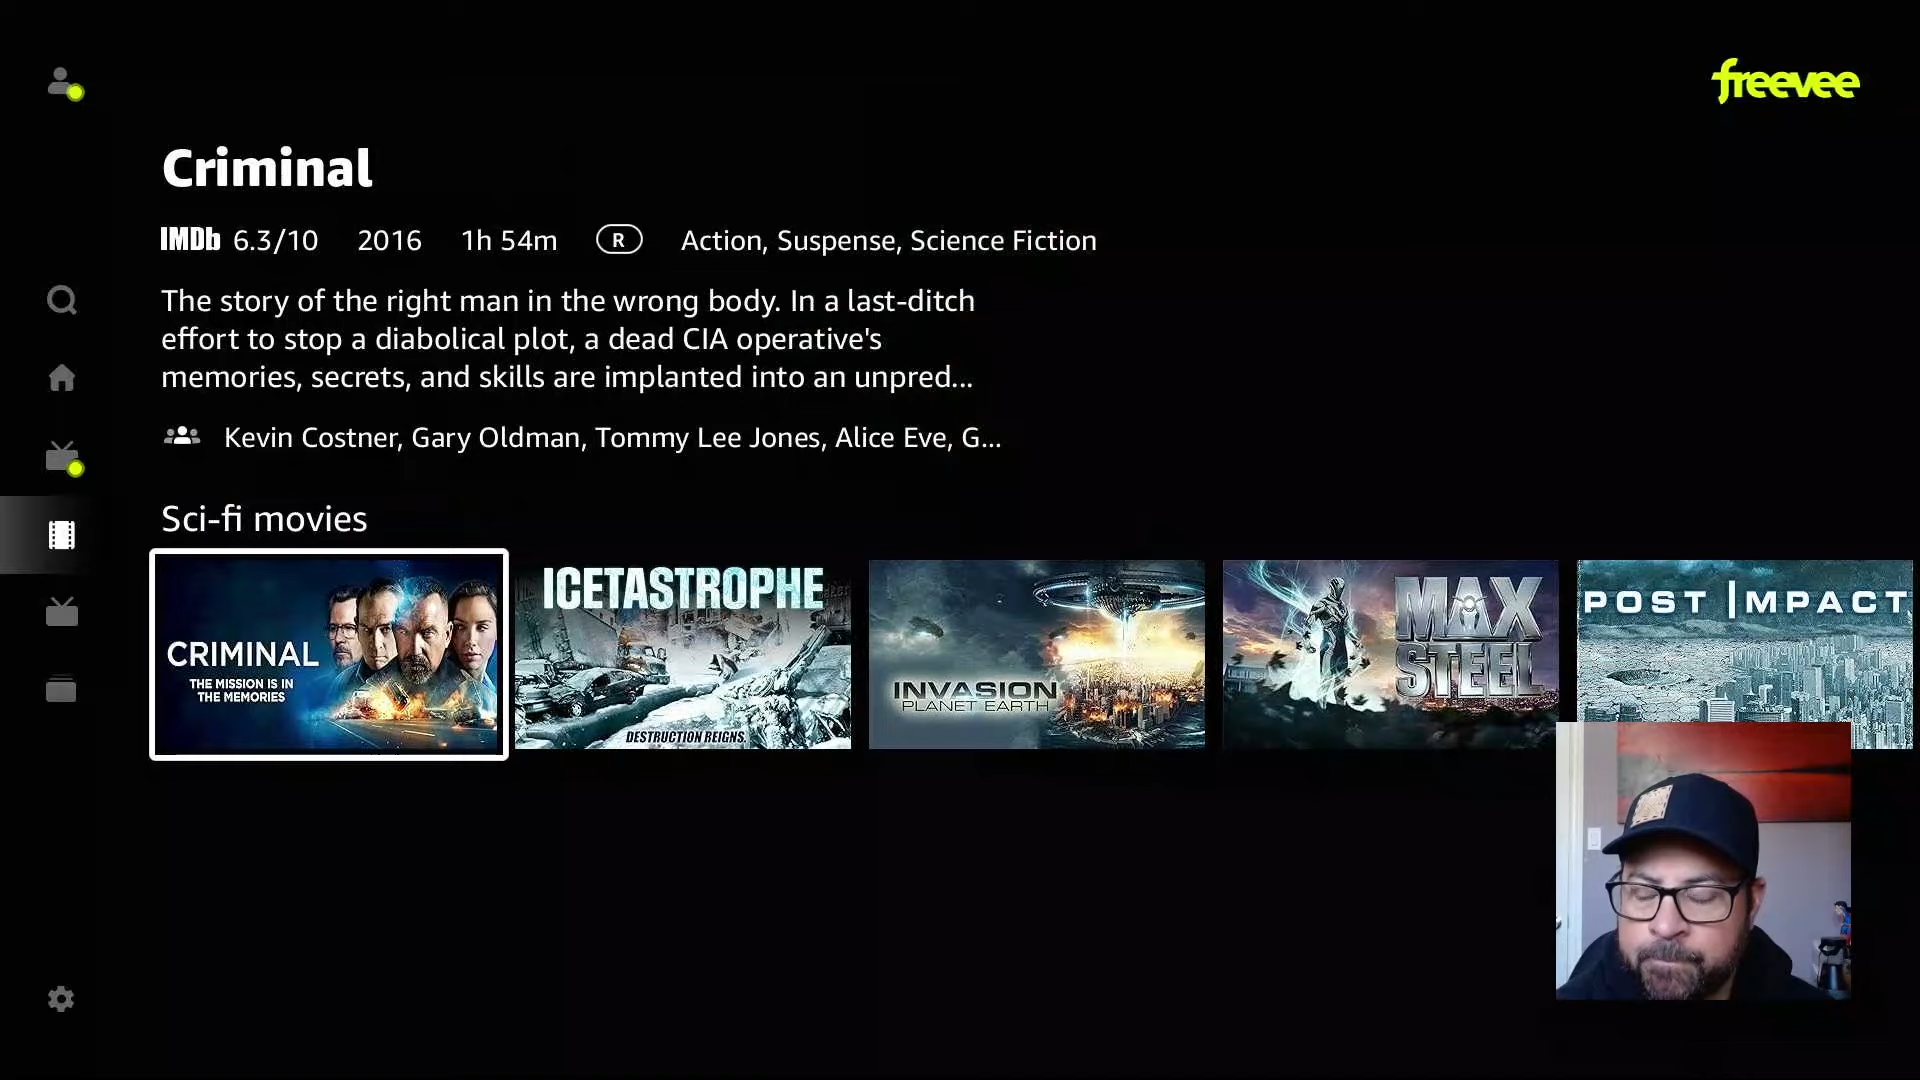 freevee
Criminal
IMDb 6.3/10 2016 1h 54m R Action, Suspense, Science Fiction
The story of the right man in the wrong body. In a last-ditch
effort to stop a diabolical plot, a dead CIA operative's
memories, secrets, and skills are implanted into an unpred...
Kevin Costner, Gary Oldman, Tommy Lee Jones, Alice Eve, G...
Sci-fi movies
CRIMINAL
THE MISSION IS IN
THE MEMORIES
ICETASTROPHE
DESTRUCTION REIGNS.
INVASION
PLANET EARTH
MAX
STEEL
POST IMPACT